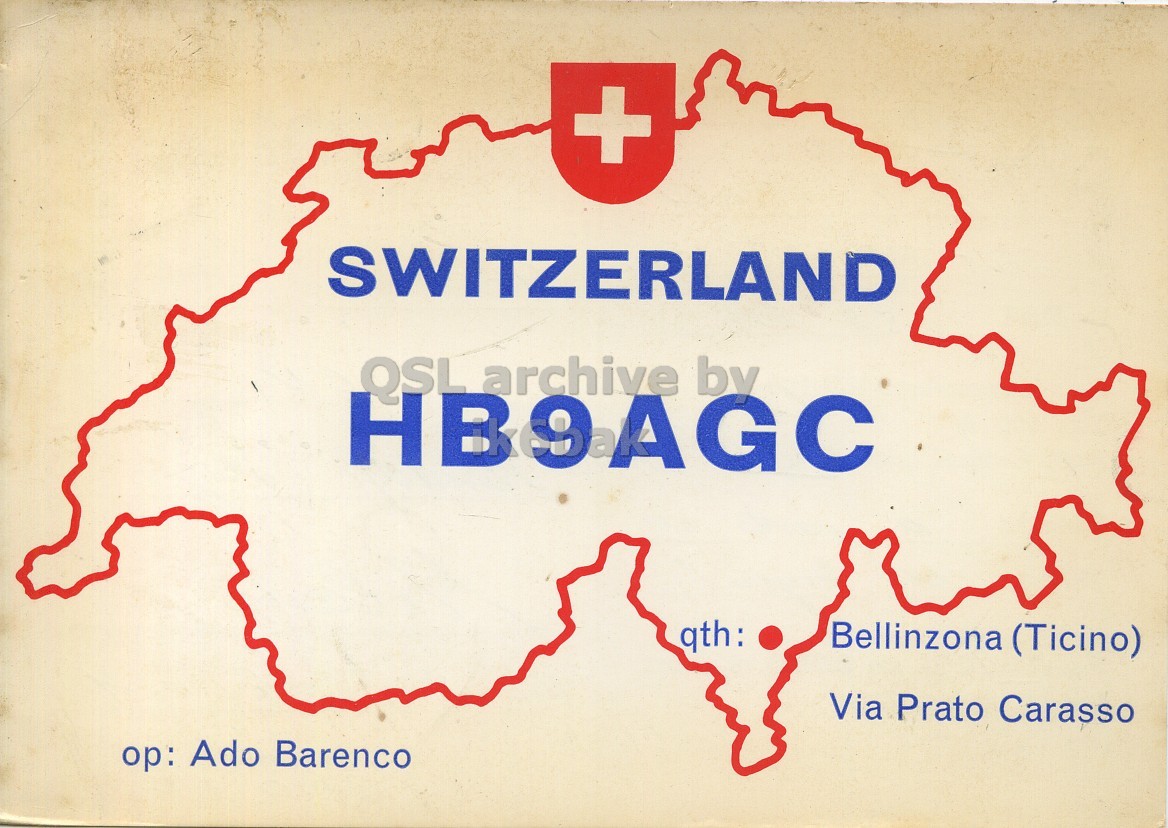 SWITZERLAND
QSL archive by
ik6bak
HB9AGC
qth: Bellinzona (Ticino)
Via Prato Carasso
op: Ado Barenco